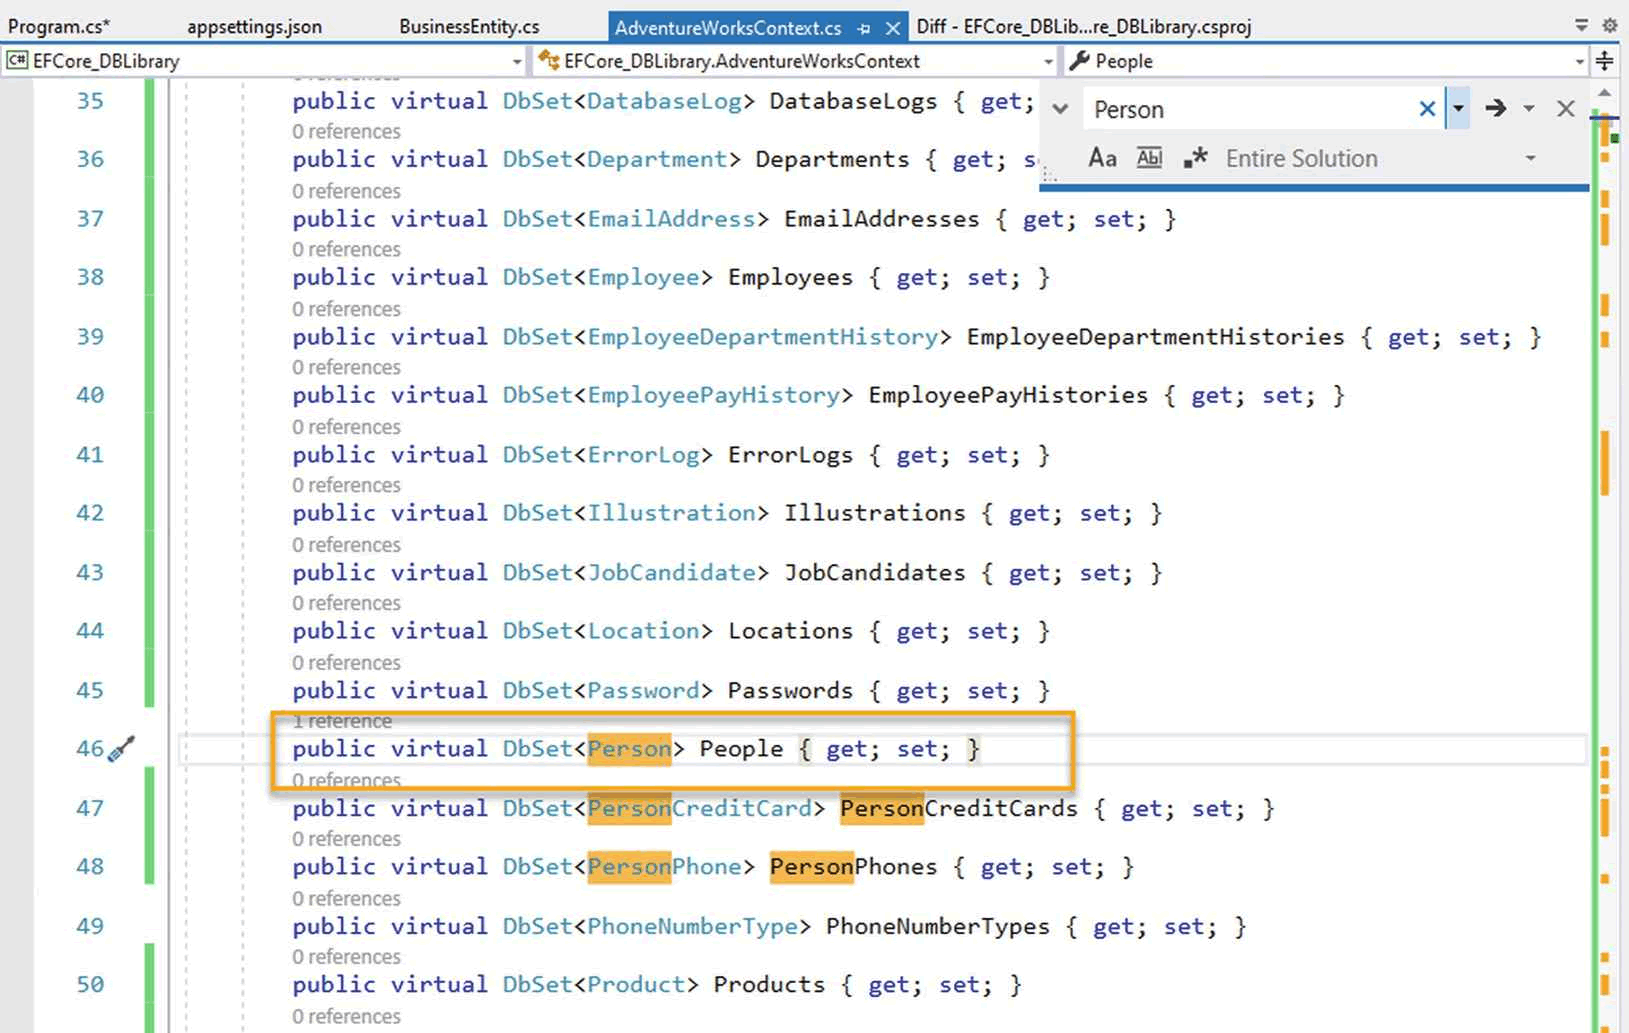 Program.cs* appsettings.json BusinessEntity.cs AdventureWorksContext.cs Diff - EFCore_DBLib...re_DBLibrary.csproj
C# EFCore_DBLibrary EFCore_DBLibrary.AdventureWorksContext People
Person
Aa Abl .* Entire Solution
35 public virtual DbSet<DatabaseLog> DatabaseLogs { get;
0 references
36 public virtual DbSet<Department> Departments { get; s
0 references
37 public virtual DbSet<EmailAddress> EmailAddresses { get; set; }
0 references
38 public virtual DbSet<Employee> Employees { get; set; }
0 references
39 public virtual DbSet<EmployeeDepartmentHistory> EmployeeDepartmentHistories { get; set; }
0 references
40 public virtual DbSet<EmployeePayHistory> EmployeePayHistories { get; set; }
0 references
41 public virtual DbSet<ErrorLog> ErrorLogs { get; set; }
0 references
42 public virtual DbSet<Illustration> Illustrations { get; set; }
0 references
43 public virtual DbSet<JobCandidate> JobCandidates { get; set; }
0 references
44 public virtual DbSet<Location> Locations { get; set; }
0 references
45 public virtual DbSet<Password> Passwords { get; set; }
1 reference
46 public virtual DbSet<Person> People { get; set; }
0 references
47 public virtual DbSet<PersonCreditCard> PersonCreditCards { get; set; }
0 references
48 public virtual DbSet<PersonPhone> PersonPhones { get; set; }
0 references
49 public virtual DbSet<PhoneNumberType> PhoneNumberTypes { get; set; }
0 references
50 public virtual DbSet<Product> Products { get; set; }
0 references